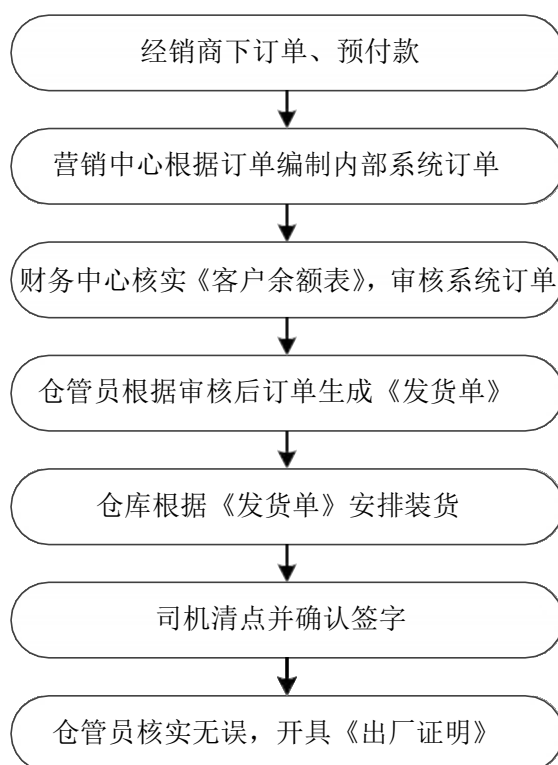 经销商下订单、预付款
营销中心根据订单编制内部系统订单
财务中心核实《客户余额表》，审核系统订单
仓管员根据审核后订单生成《发货单》
仓库根据《发货单》安排装货
司机清点并确认签字
仓管员核实无误，开具《出厂证明》